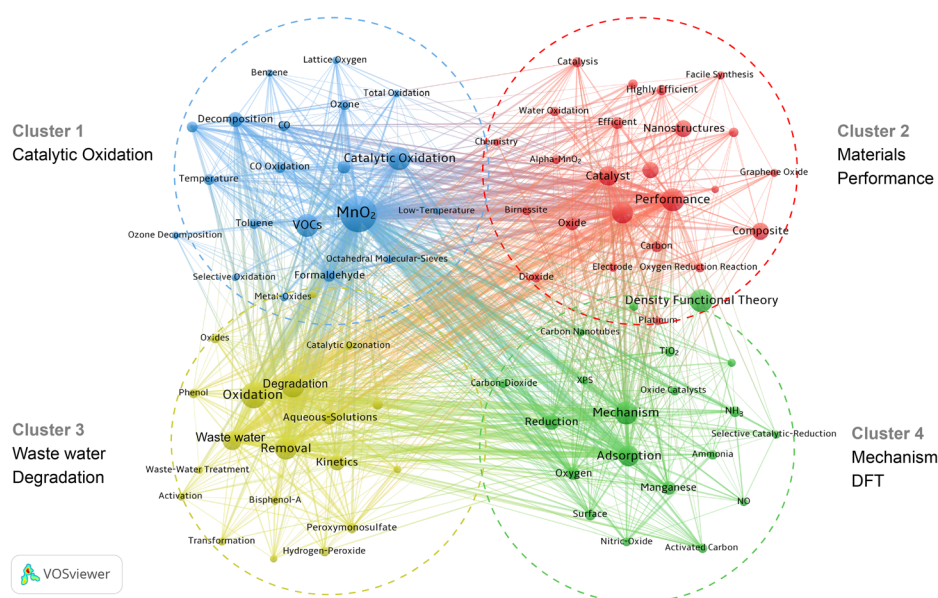 Cluster 1
Catalytic Oxidation
Lattice Oxygen
Benzene
Total Oxidation
Ozone
Decomposition
CO
Catalytic Oxidation
CO Oxidation
Temperature
MnO₂
Low-Temperature
Toluene
VOCs
Ozone Decomposition
Octahedral Molecular-Sieves
Formaldehyde
Selective Oxidation
Metal-Oxides
Cluster 2
Materials
Performance
Catalysis
Facile Synthesis
Highly Efficient
Water Oxidation
Efficient
Nanostructures
Chemistry
Alpha-MnO₂
Catalyst
Graphene Oxide
Performance
Birnessite
Oxide
Composite
Carbon
Electrode
Oxygen Reduction Reaction
Dioxide
Platinum
Cluster 3
Waste water
Degradation
Oxides
Catalytic Ozonation
Degradation
Phenol
Oxidation
Aqueous-Solutions
Waste water
Removal
Kinetics
Waste-Water Treatment
Activation
Bisphenol-A
Peroxymonosulfate
Transformation
Hydrogen-Peroxide
Cluster 4
Mechanism
DFT
Density Functional Theory
Carbon Nanotubes
TiO₂
Carbon-Dioxide
XPS
Oxide Catalysts
Mechanism
NH₃
Reduction
Selective Catalytic-Reduction
Adsorption
Ammonia
Oxygen
Manganese
NO
Surface
Nitric-Oxide
Activated Carbon
VOSviewer